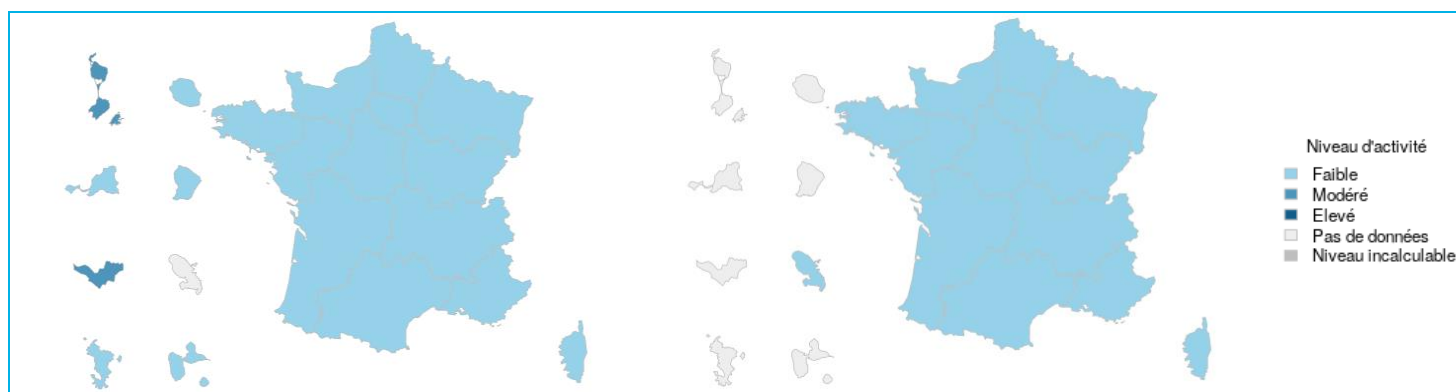 Niveau d'activité
Faible
Modéré
Elevé
Pas de données
Niveau incalculable